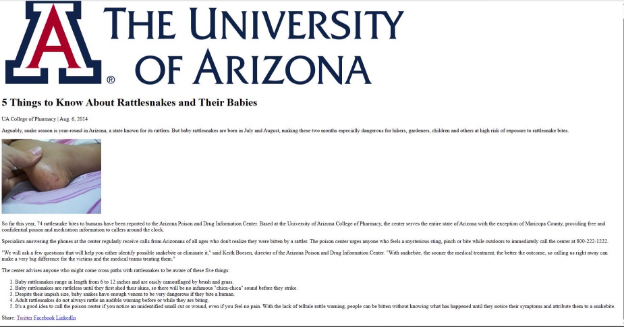 A ®
THE UNIVERSITY
OF ARIZONA
5 Things to Know About Rattlesnakes and Their Babies
UA College of Pharmacy | Aug. 6, 2014
Arguably, snake season is year-round in Arizona, a state known for its rattlers. But baby rattlesnakes are born in July and August, making these two months especially dangerous for hikers, gardeners, children and others at high risk of exposure to rattlesnake bites.
So far this year, 74 rattlesnake bites to humans have been reported to the Arizona Poison and Drug Information Center. Based at the University of Arizona College of Pharmacy, the center serves the entire state of Arizona with the exception of Maricopa County, providing free and
confidential poison and medication information to callers around the clock.
Specialists answering the phones at the center regularly receive calls from Arizonans of all ages who don't realize they were bitten by a rattler. The poison center urges anyone who feels a mysterious sting, pinch or bite while outdoors to immediately call the center at 800-222-1222.
"We will ask a few questions that will help you either identify possible snakebite or eliminate it," said Keith Boesen, director of the Arizona Poison and Drug Information Center. "With snakebite, the sooner the medical treatment, the better the outcome, so calling us right away can
make a very big difference for the victims and the medical teams treating them."
The center advises anyone who might come cross paths with rattlesnakes to be aware of these five things:
1. Baby rattlesnakes range in length from 6 to 12 inches and are easily camouflaged by brush and grass.
2. Baby rattlesnakes are rattleless until they first shed their skins, so there will be no infamous "chica-chica" sound before they strike.
3. Despite their impish size, baby snakes have enough venom to be very dangerous if they bite a human.
4. Adult rattlesnakes do not always rattle an audible warning before or while they are biting.
5. It's a good idea to call the poison center if you notice an unidentified small cut or wound, even if you feel no pain. With the lack of telltale rattle warning, people can be bitten without knowing what has happened until they notice their symptoms and attribute them to a snakebite.
Share: Twitter Facebook LinkedIn